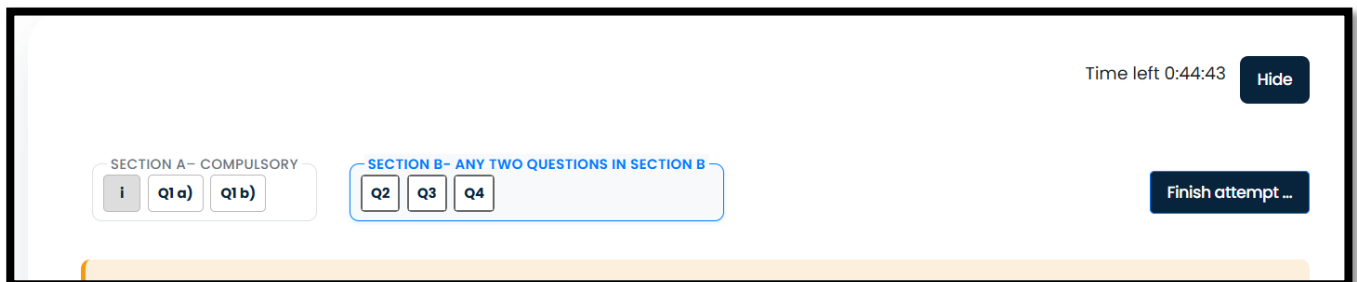 Time left 0:44:43 Hide
SECTION A– COMPULSORY SECTION B- ANY TWO QUESTIONS IN SECTION B
i Q1 a) Q1 b) Q2 Q3 Q4 Finish attempt ...